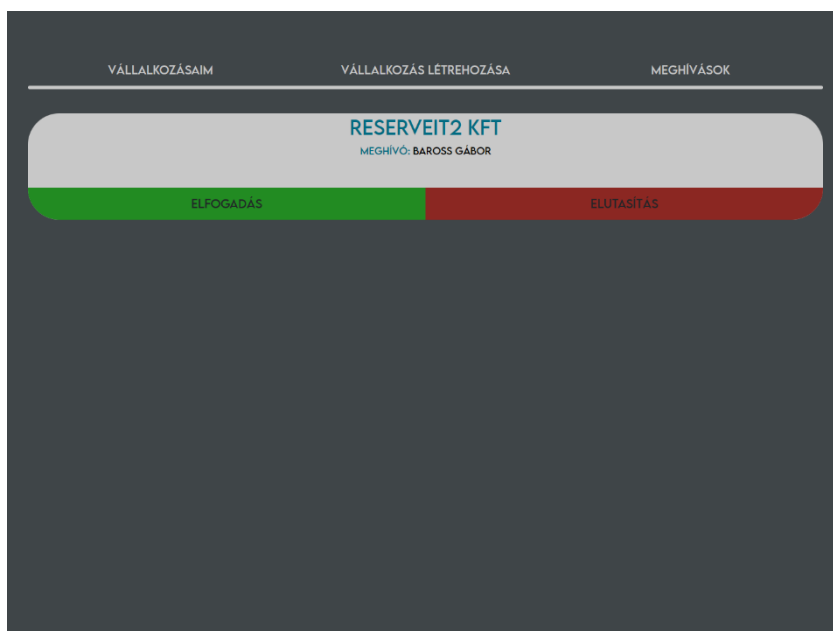 VÁLLALKOZÁSAIM VÁLLALKOZÁS LÉTREHOZÁSA MEGHÍVÁSOK
RESERVEIT2 KFT
MEGHÍVÓ: BAROSS GÁBOR
ELFOGADÁS ELUTASÍTÁS